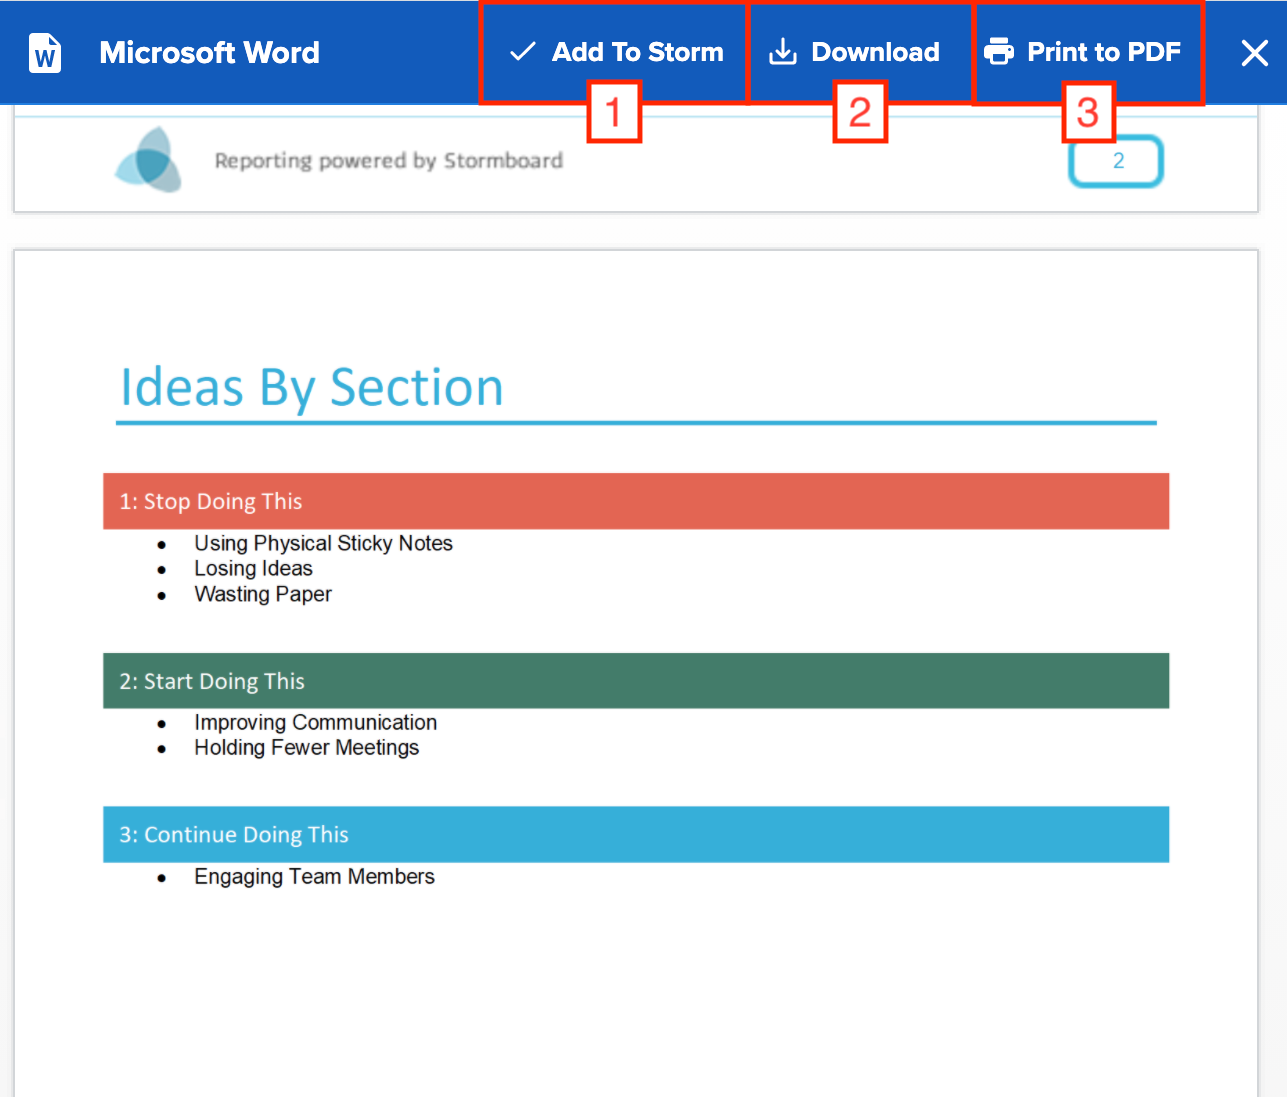 W Microsoft Word Add To Storm Download Print to PDF
1 2 3
Reporting powered by Stormboard 2
Ideas By Section
1: Stop Doing This
• Using Physical Sticky Notes
• Losing Ideas
• Wasting Paper
2: Start Doing This
• Improving Communication
• Holding Fewer Meetings
3: Continue Doing This
• Engaging Team Members